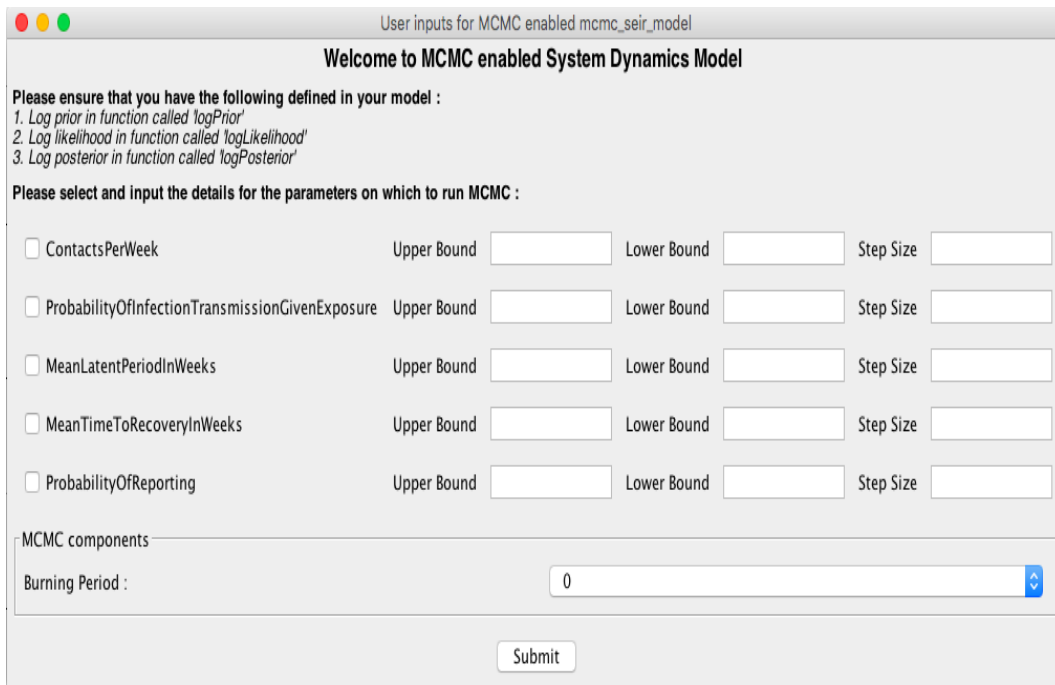 User inputs for MCMC enabled mcmc_seir_model
Welcome to MCMC enabled System Dynamics Model
Please ensure that you have the following defined in your model :
1. Log prior in function called 'logPrior'
2. Log likelihood in function called 'logLikelihood'
3. Log posterior in function called 'logPosterior'
Please select and input the details for the parameters on which to run MCMC :
ContactsPerWeek Upper Bound Lower Bound Step Size
ProbabilityOfInfectionTransmissionGivenExposure Upper Bound Lower Bound Step Size
MeanLatentPeriodInWeeks Upper Bound Lower Bound Step Size
MeanTimeToRecoveryInWeeks Upper Bound Lower Bound Step Size
ProbabilityOfReporting Upper Bound Lower Bound Step Size
MCMC components
Burning Period : 0
Submit